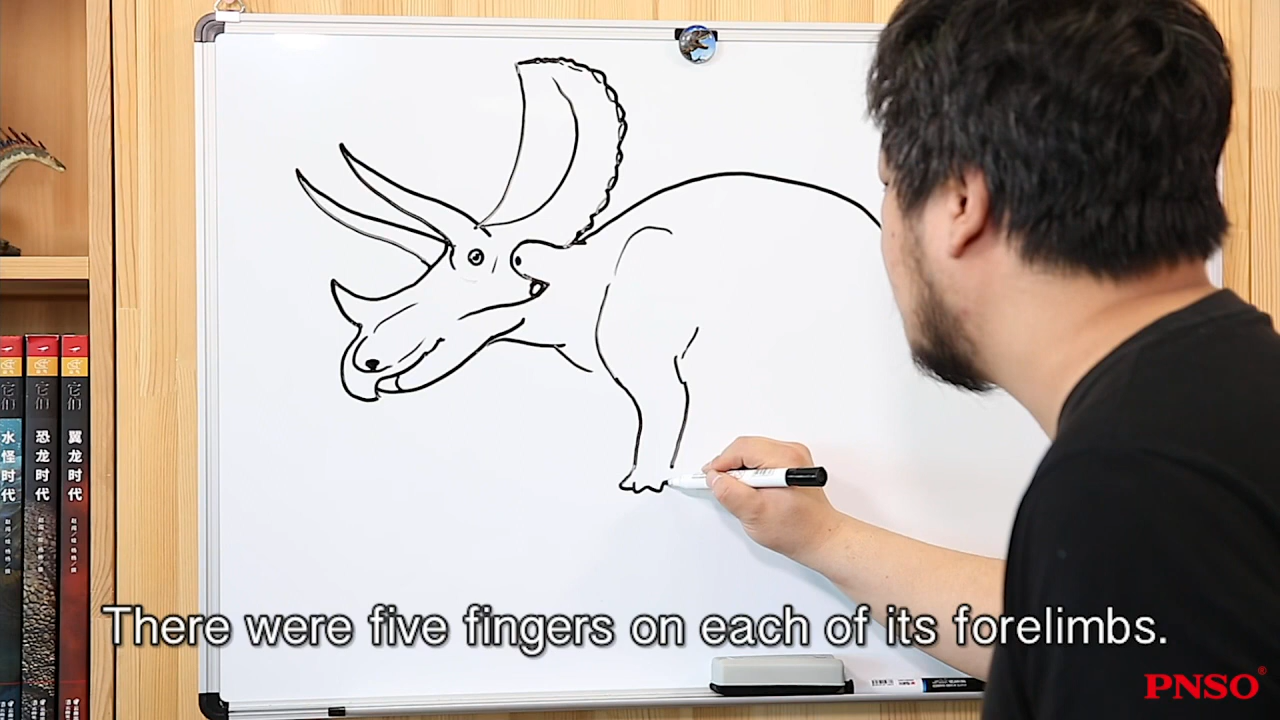 它们
水怪时代
它们
恐龙时代
它们
翼龙时代
There were five fingers on each of its forelimbs.
PNSO®